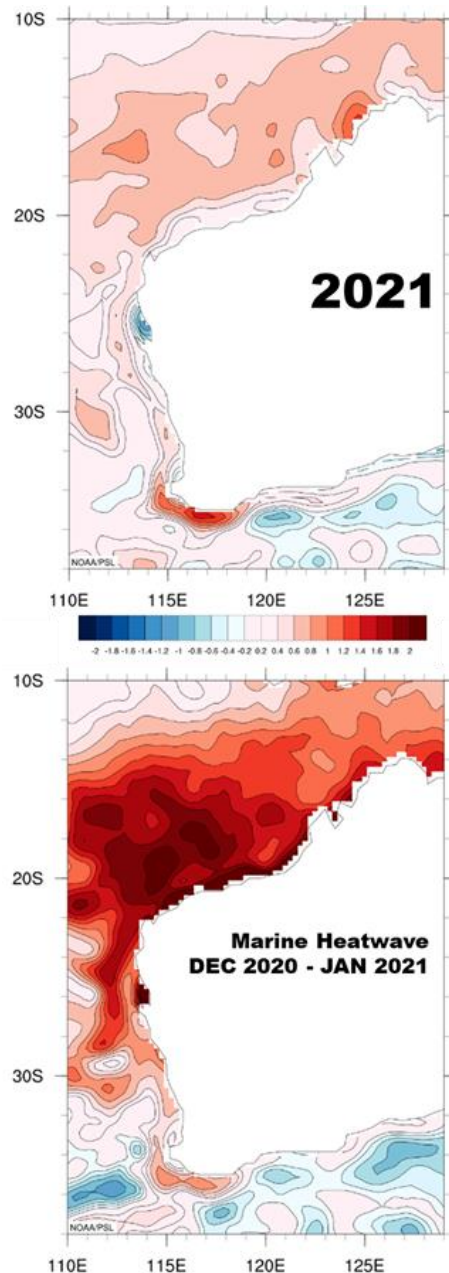 10S
20S
2021
30S
NOAA/PSL
110E 115E 120E 125E
-2 -1.8 -1.6 -1.4 -1.2 -1 -0.8 -0.6 -0.4 -0.2 0.2 0.4 0.6 0.8 1 1.2 1.4 1.6 1.8 2
10S
20S
Marine Heatwave
DEC 2020 - JAN 2021
30S
NOAA/PSL
110E 115E 120E 125E